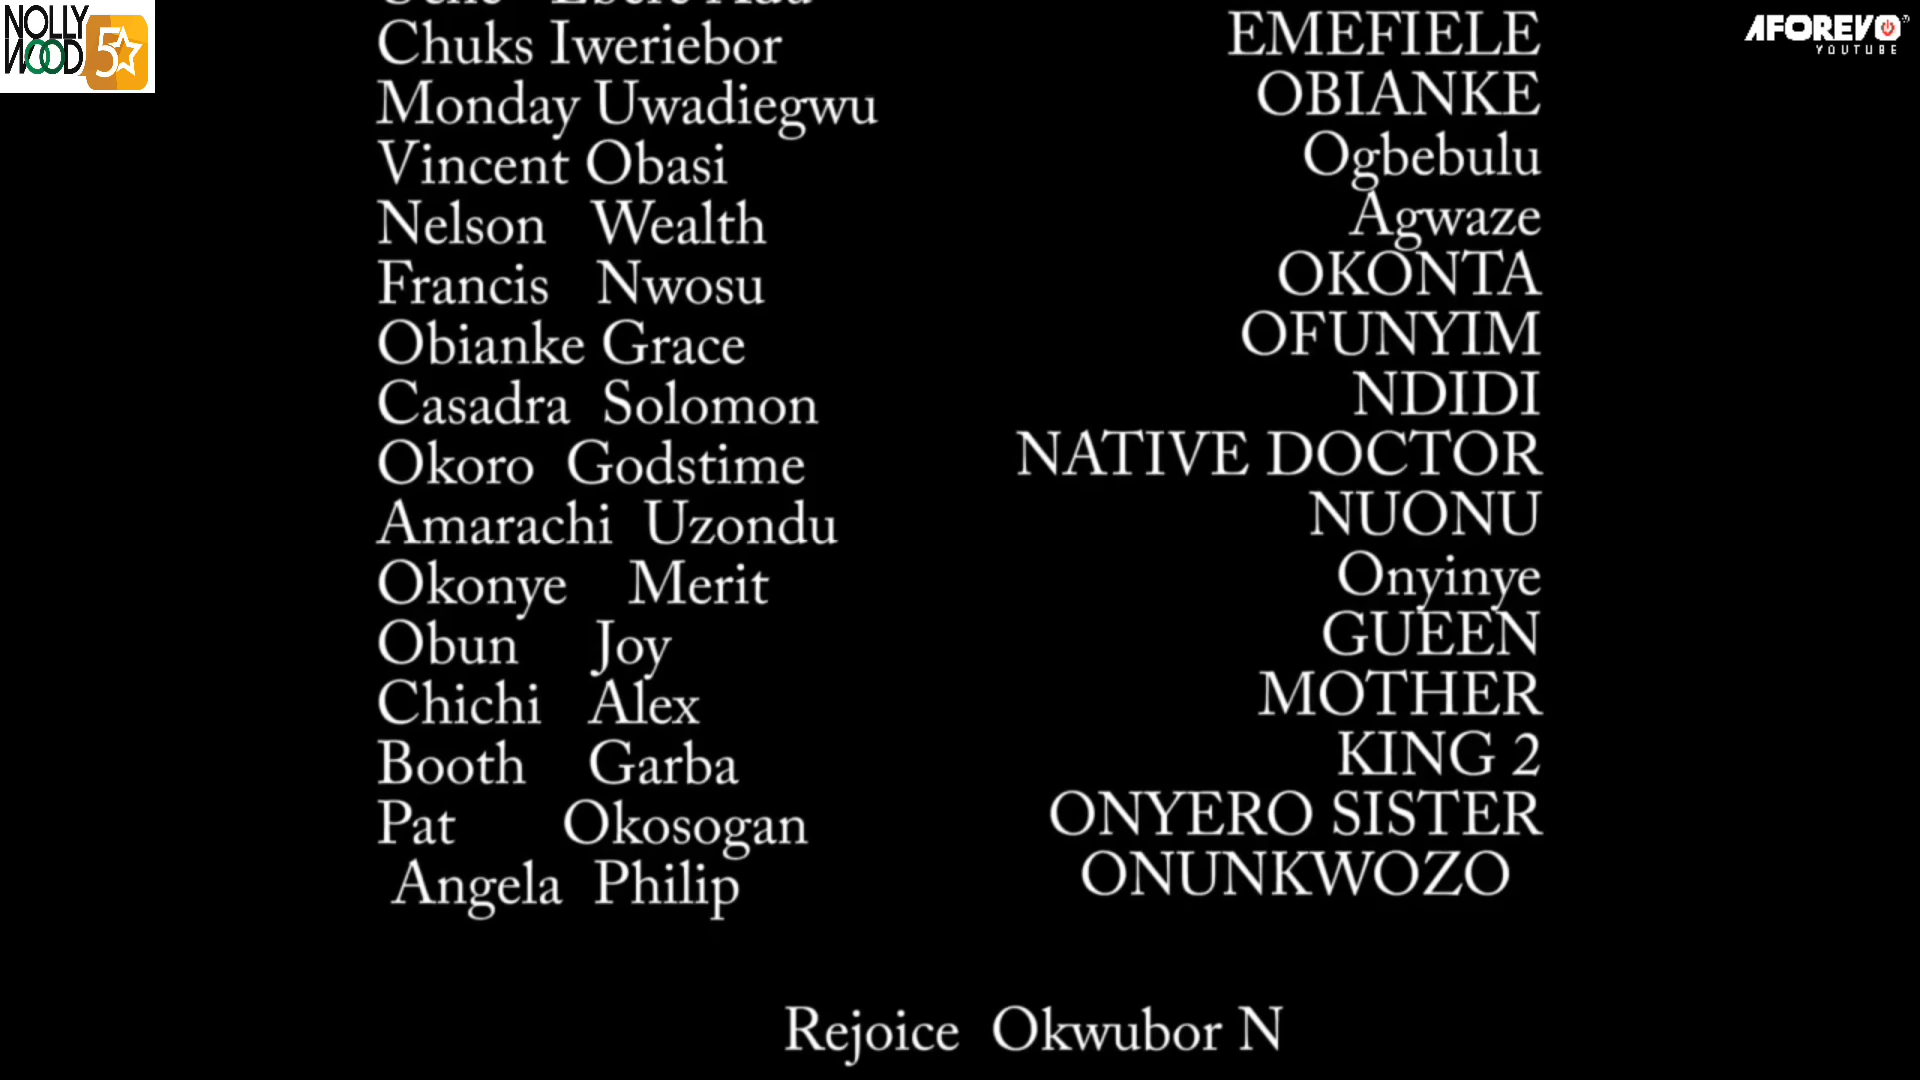 NOLLY
WOOD 5
AFOREVO
YOUTUBE
Chuks Iweriebor EMEFIELE
Monday Uwadiegwu OBIANKE
Vincent Obasi Ogbebulu
Nelson Wealth Agwaze
Francis Nwosu OKONTA
Obianke Grace OFUNYIM
Casadra Solomon NDIDI
Okoro Godstime NATIVE DOCTOR
Amarachi Uzondu NUONU
Okonye Merit Onyinye
Obun Joy GUEEN
Chichi Alex MOTHER
Booth Garba KING 2
Pat Okosogan ONYERO SISTER
Angela Philip ONUNKWOZO
Rejoice Okwubor N